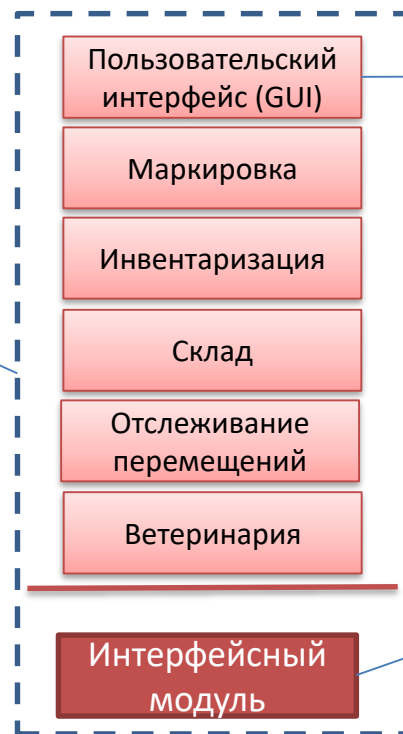 Пользовательский
интерфейс (GUI)
Маркировка
Инвентаризация
Склад
Отслеживание
перемещений
Ветеринария
Интерфейсный
модуль